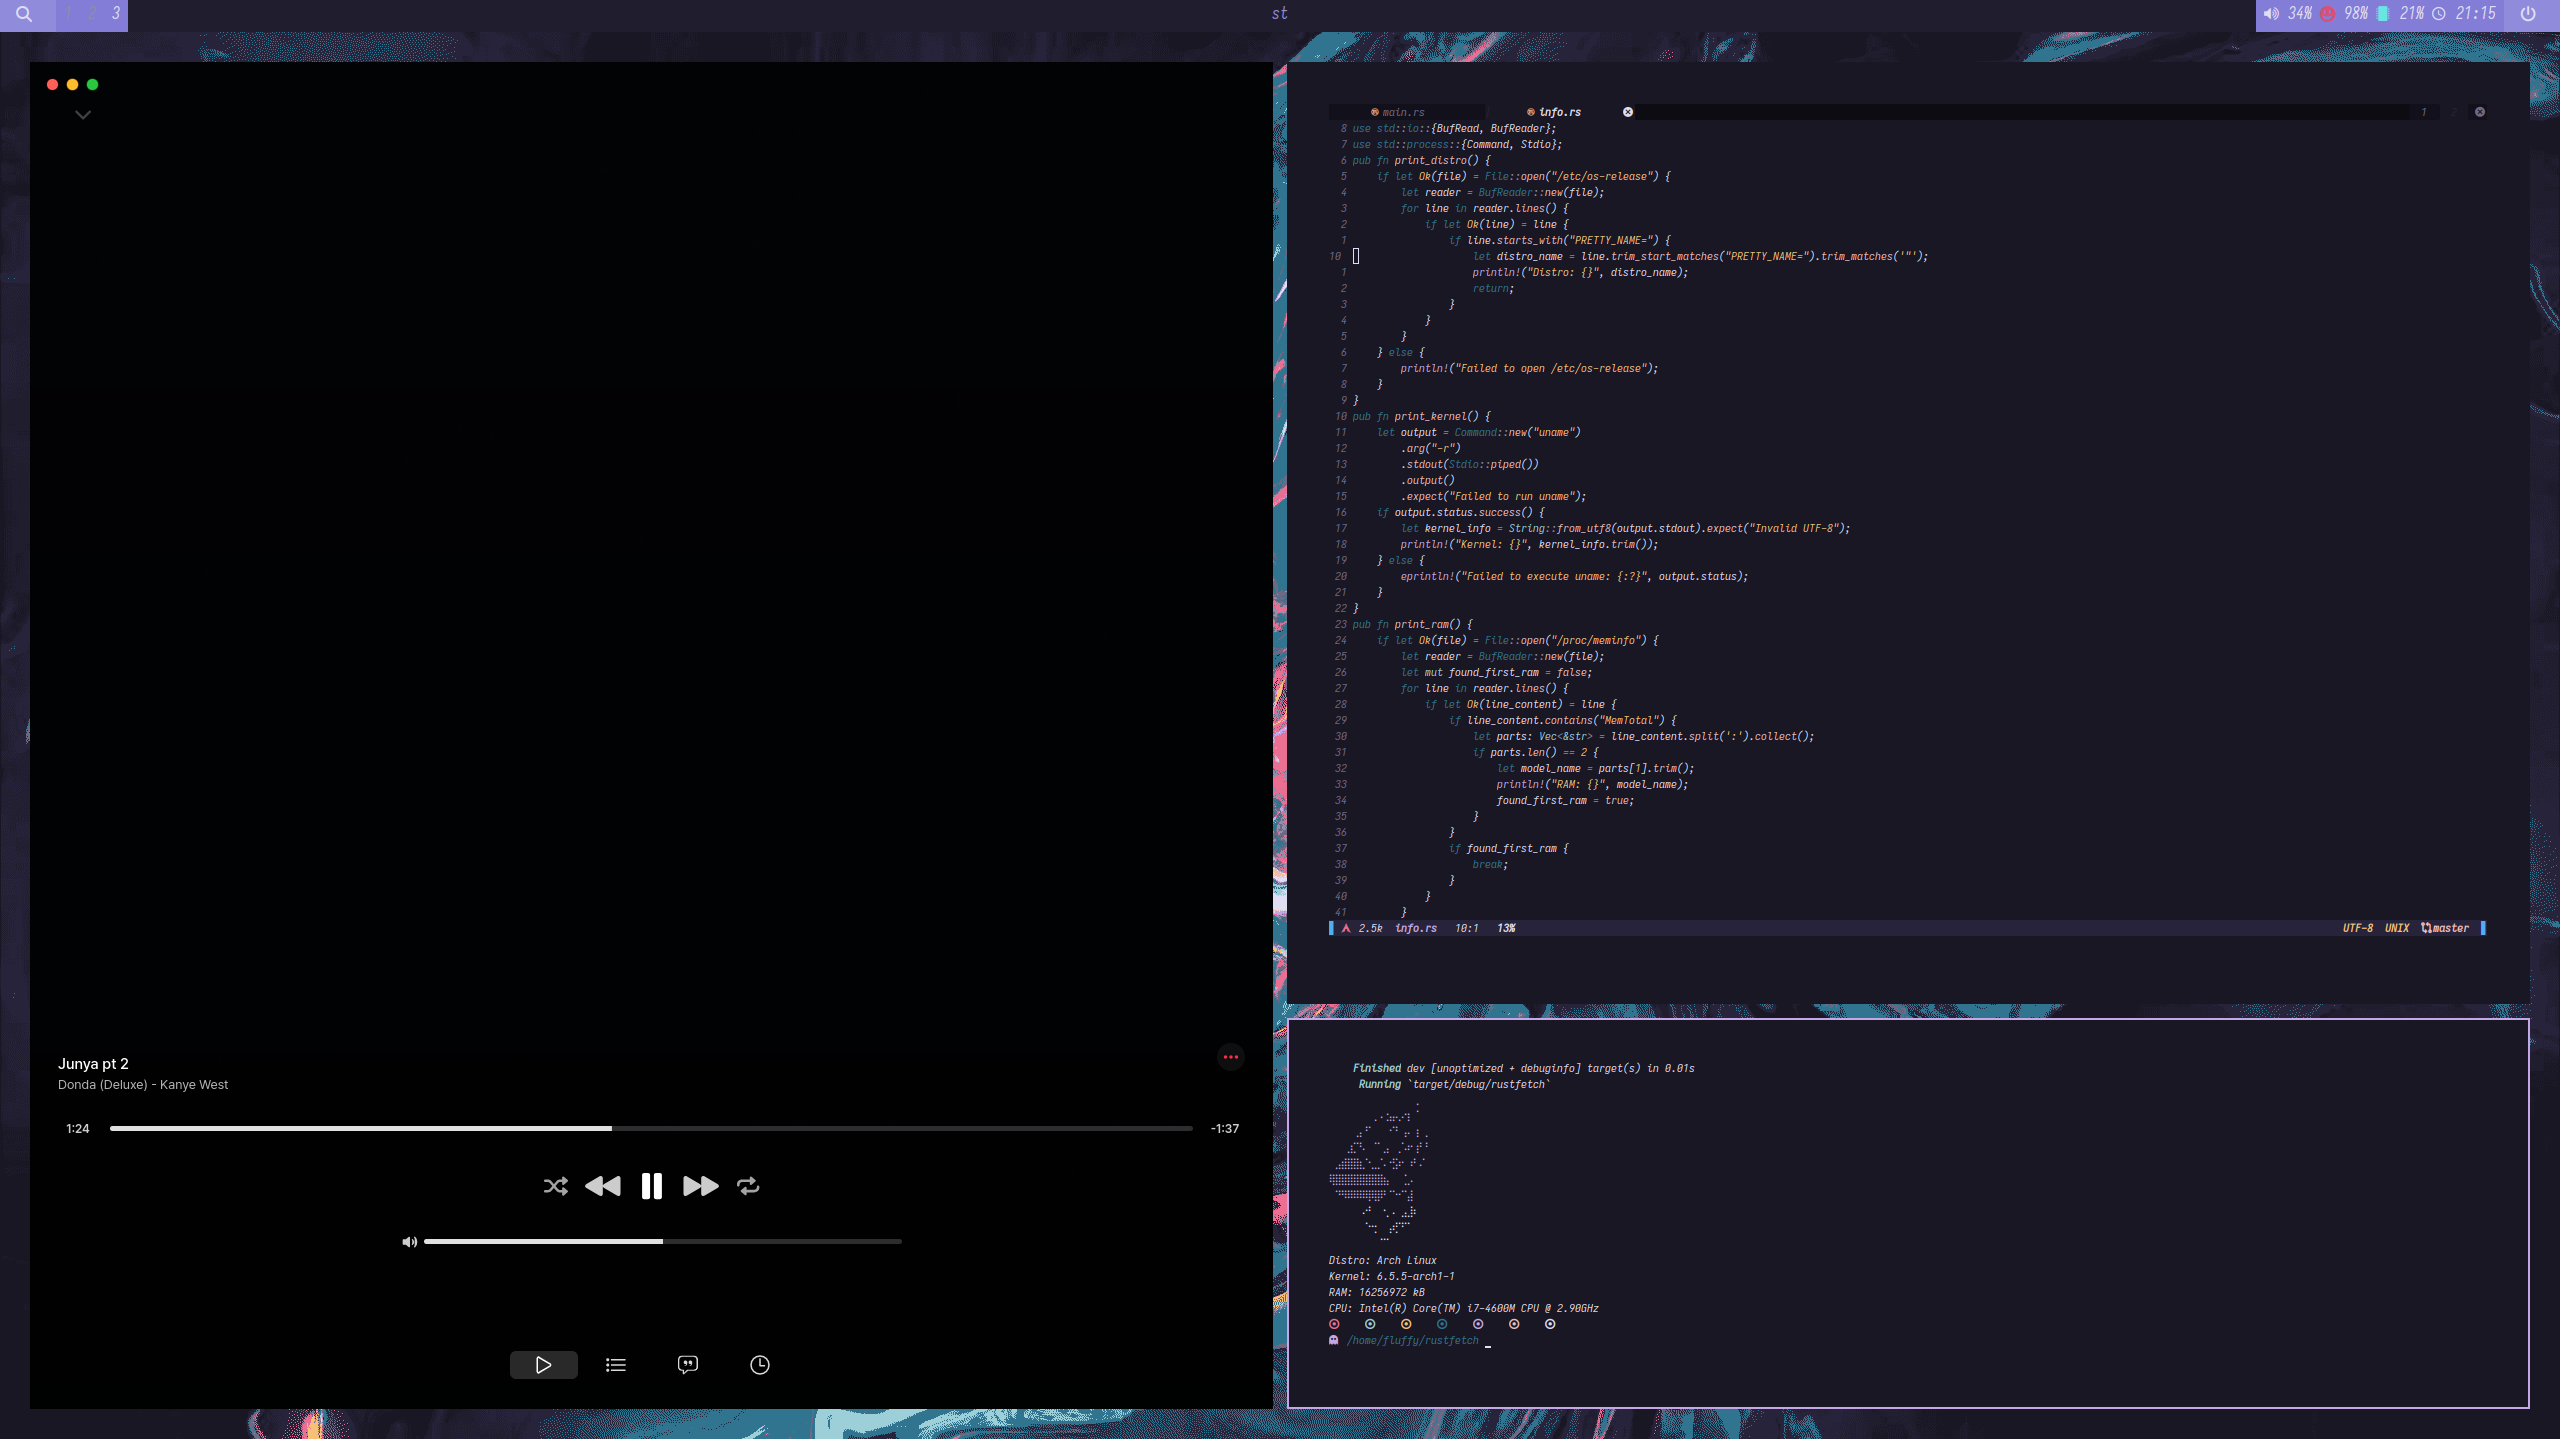 1 2 3
st
34% 98% 21% 21:15
Junya pt 2
Donda (Deluxe) - Kanye West
1:24
-1:37
main.rs info.rs 1 2
8 use std::io::{BufRead, BufReader};
7 use std::process::{Command, Stdio};
6 pub fn print_distro() {
5     if let Ok(file) = File::open("/etc/os-release") {
4         let reader = BufReader::new(file);
3         for line in reader.lines() {
2             if let Ok(line) = line {
1                 if line.starts_with("PRETTY_NAME=") {
10                     let distro_name = line.trim_start_matches("PRETTY_NAME=").trim_matches('"');
1                     println!("Distro: {}", distro_name);
2                     return;
3                 }
4             }
5         }
6     } else {
7         println!("Failed to open /etc/os-release");
8     }
9 }
10 pub fn print_kernel() {
11     let output = Command::new("uname")
12         .arg("-r")
13         .stdout(Stdio::piped())
14         .output()
15         .expect("Failed to run uname");
16     if output.status.success() {
17         let kernel_info = String::from_utf8(output.stdout).expect("Invalid UTF-8");
18         println!("Kernel: {}", kernel_info.trim());
19     } else {
20         eprintln!("Failed to execute uname: {:?}", output.status);
21     }
22 }
23 pub fn print_ram() {
24     if let Ok(file) = File::open("/proc/meminfo") {
25         let reader = BufReader::new(file);
26         let mut found_first_ram = false;
27         for line in reader.lines() {
28             if let Ok(line_content) = line {
29                 if line_content.contains("MemTotal") {
30                     let parts: Vec<&str> = line_content.split(':').collect();
31                     if parts.len() == 2 {
32                         let model_name = parts[1].trim();
33                         println!("RAM: {}", model_name);
34                         found_first_ram = true;
35                     }
36                 }
37                 if found_first_ram {
38                     break;
39                 }
40             }
41         }
2.5k info.rs 10:1 13% UTF-8 UNIX master
Finished dev [unoptimized + debuginfo] target(s) in 0.01s
Running `target/debug/rustfetch`
Distro: Arch Linux
Kernel: 6.5.5-arch1-1
RAM: 16256972 kB
CPU: Intel(R) Core(TM) i7-4600M CPU @ 2.90GHz
/home/fluffy/rustfetch